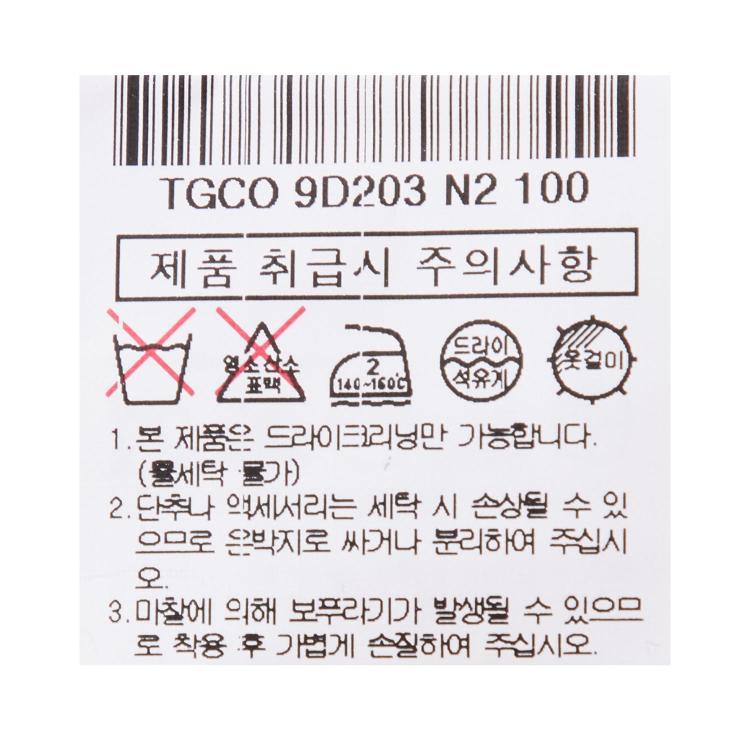 TGCO 9D203 N2 100
제품 취급시 주의사항
염소산소
표백
2
140~160℃
드라이
석유계
옷걸이
1. 본 제품은 드라이크리닝만 가능합니다.
(물세탁 불가)
2. 단추나 액세서리는 세탁 시 손상될 수 있
으므로 은박지로 싸거나 분리하여 주십시
오.
3. 마찰에 의해 보푸라기가 발생될 수 있으므
로 착용 후 가볍게 손질하여 주십시오.